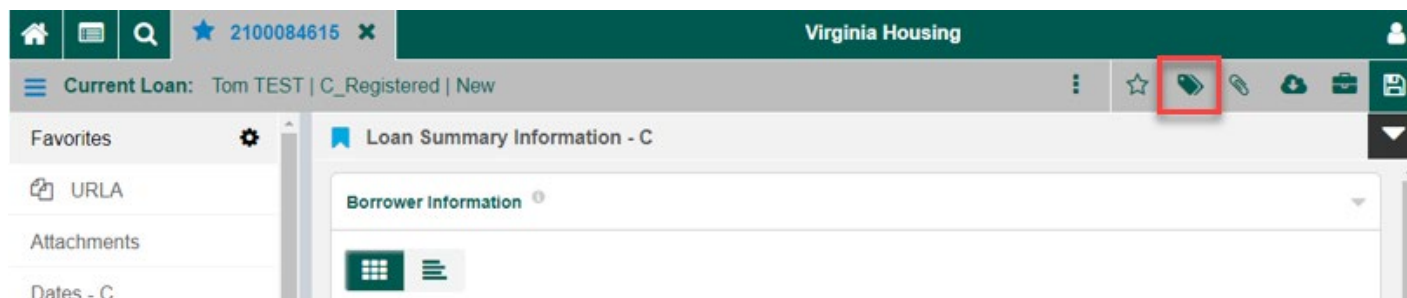 2100084615
Virginia Housing
Current Loan: Tom TEST | C_Registered | New
Favorites
Loan Summary Information - C
URLA
Borrower Information
Attachments
Dates - C